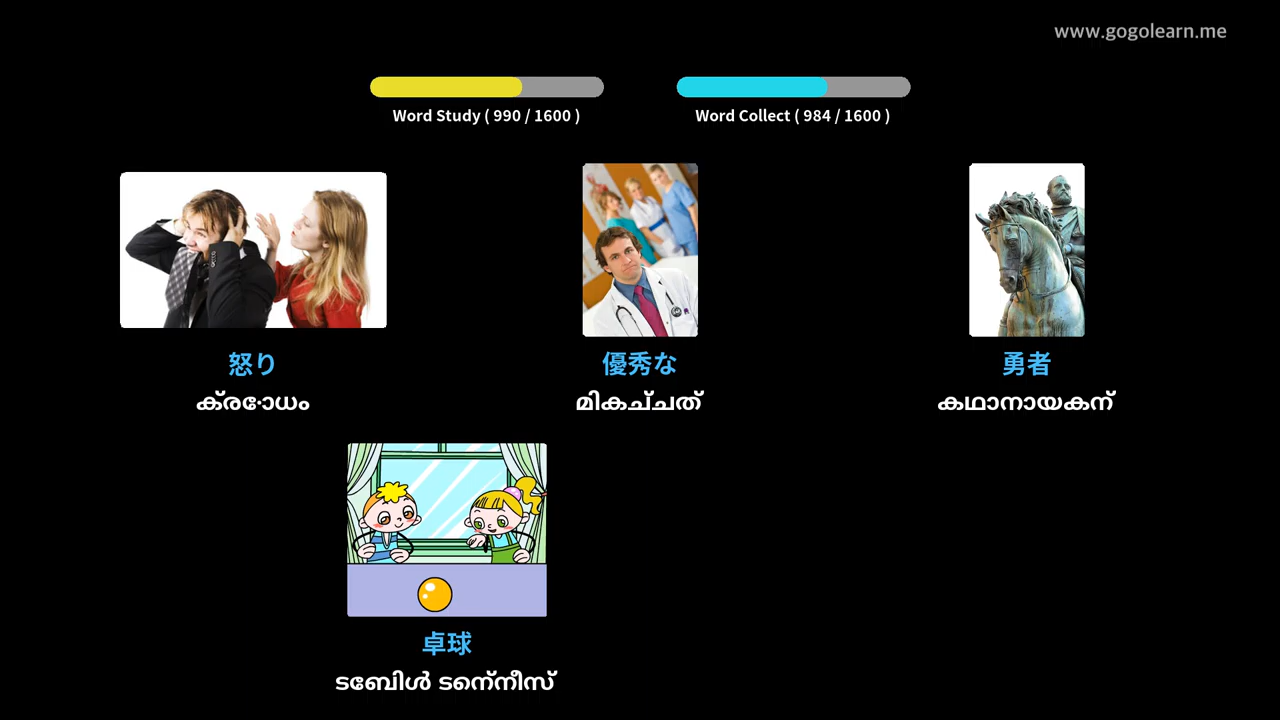 www.gogolearn.me
Word Study ( 990 / 1600 )
Word Collect ( 984 / 1600 )
怒り
ക്രോധം
優秀な
മികച്ചത്
勇者
കഥാനായകന്
卓球
ടേബിൾ ടെന്നീസ്